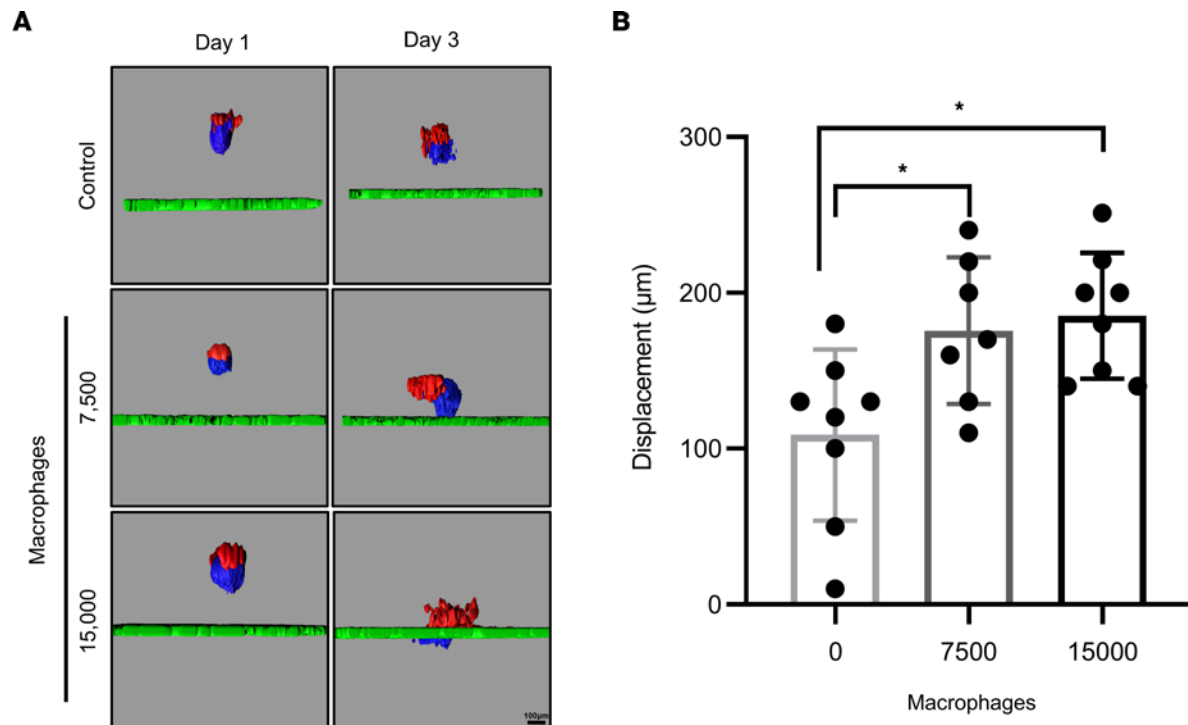 A
Day 1
Day 3
Control
7,500
15,000
Macrophages
100µm
B
*
*
300
200
100
0
Displacement (µm)
0
7500
15000
Macrophages